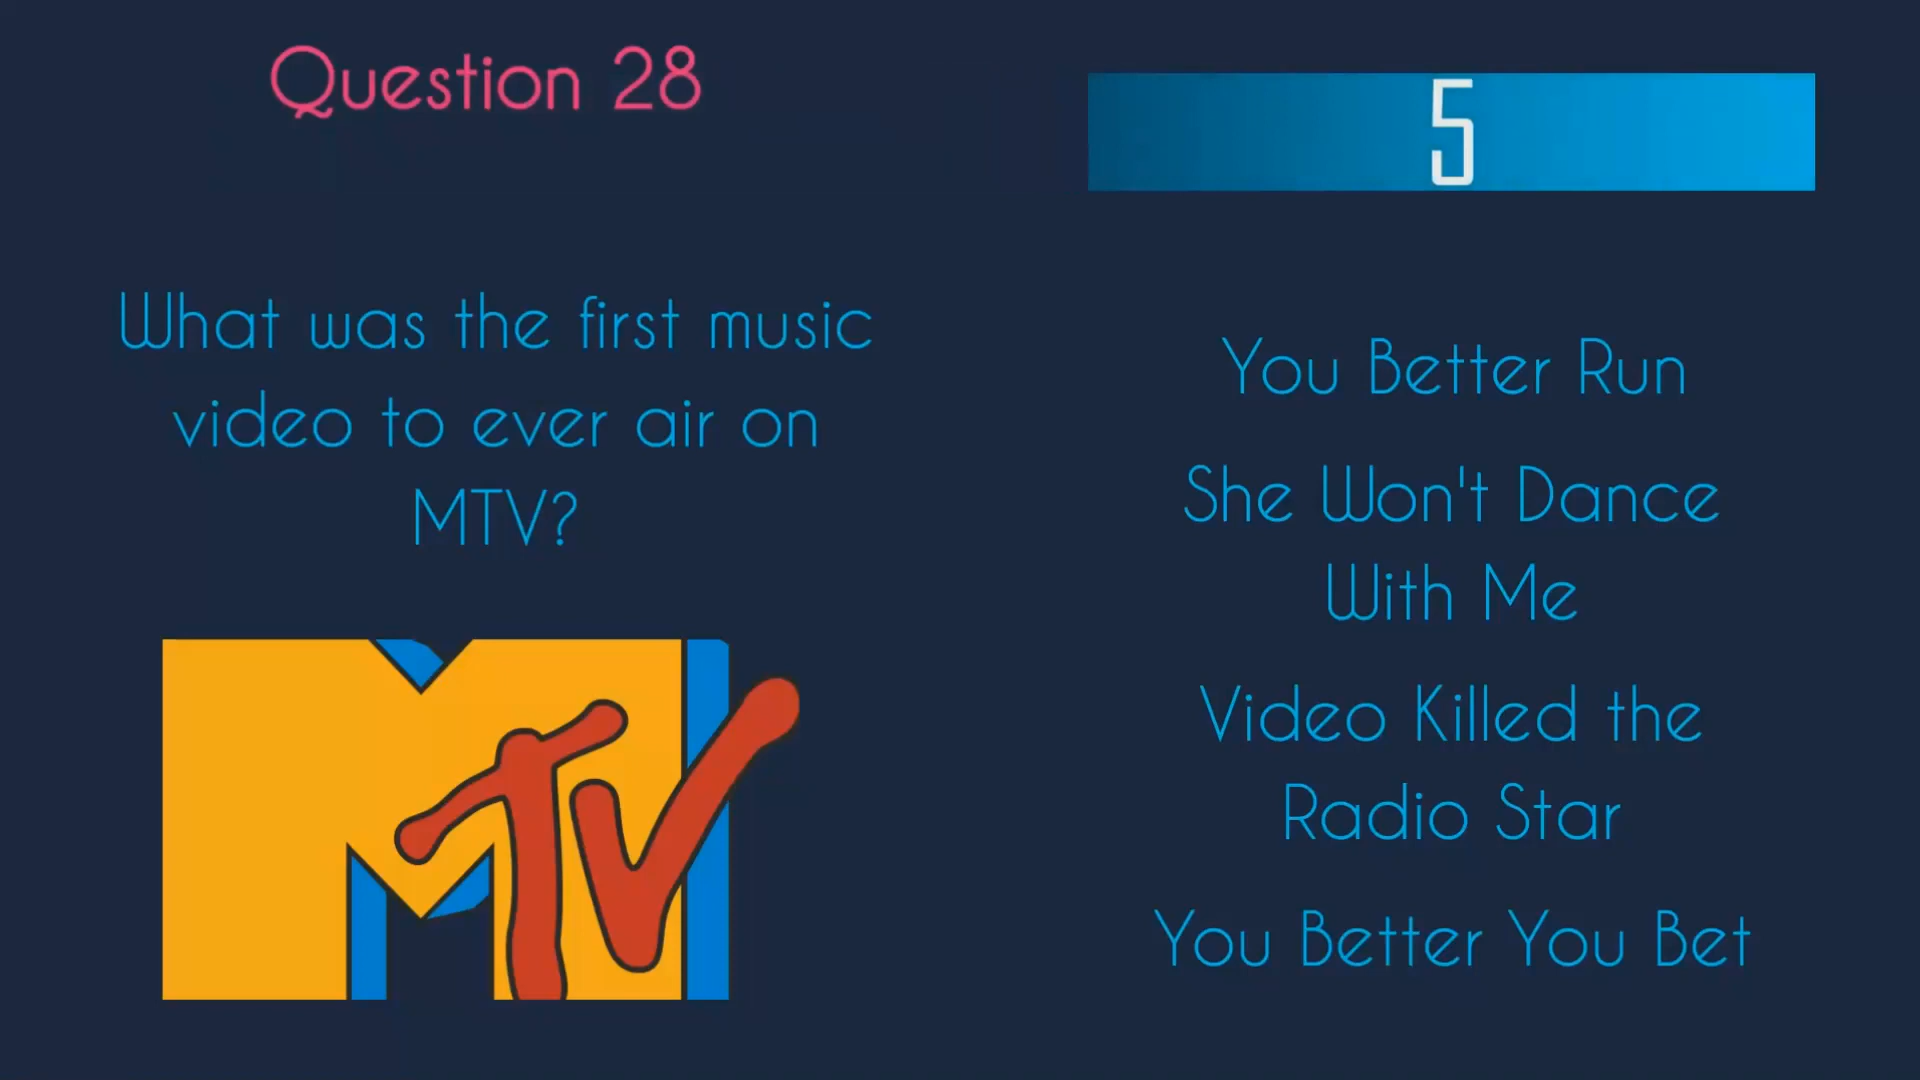 Question 28
5
What was the first music
video to ever air on
MTV?
MTV
You Better Run
She Won't Dance
With Me
Video Killed the
Radio Star
You Better You Bet